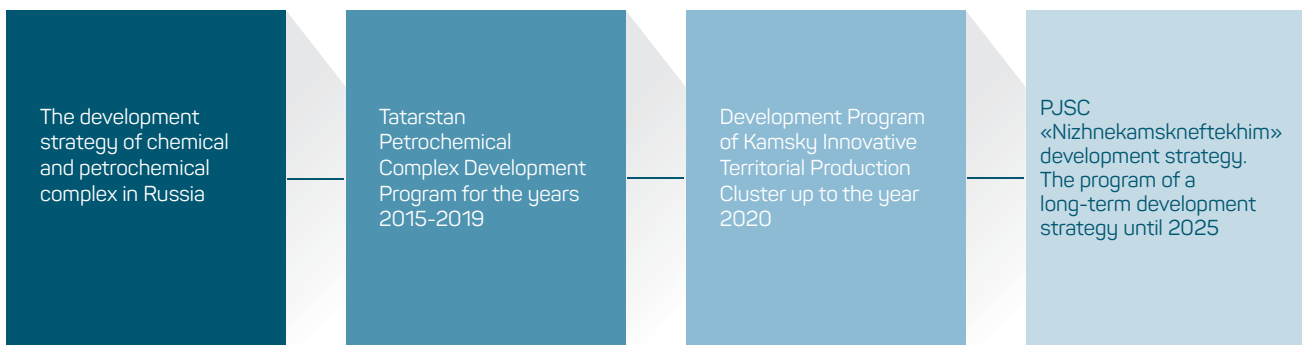 The development
strategy of chemical
and petrochemical
complex in Russia
Tatarstan
Petrochemical
Complex Development
Program for the years
2015-2019
Development Program
of Kamsky Innovative
Territorial Production
Cluster up to the year
2020
PJSC
«Nizhnekamskneftekhim»
development strategy.
The program of a
long-term development
strategy until 2025